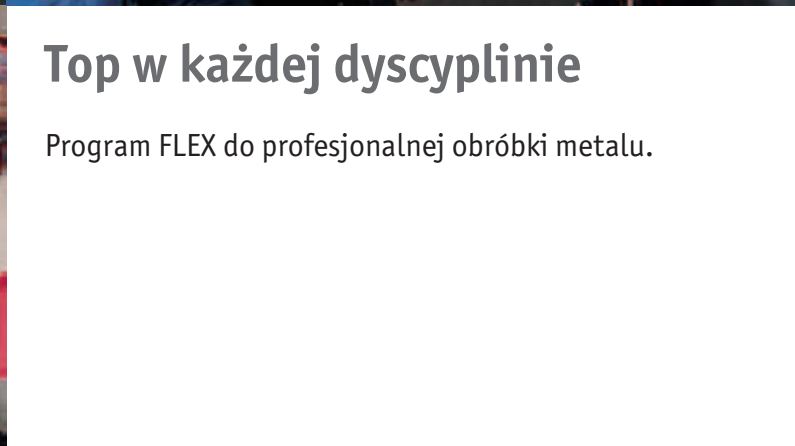 Top w każdej dyscyplinie
Program FLEX do profesjonalnej obróbki metalu.